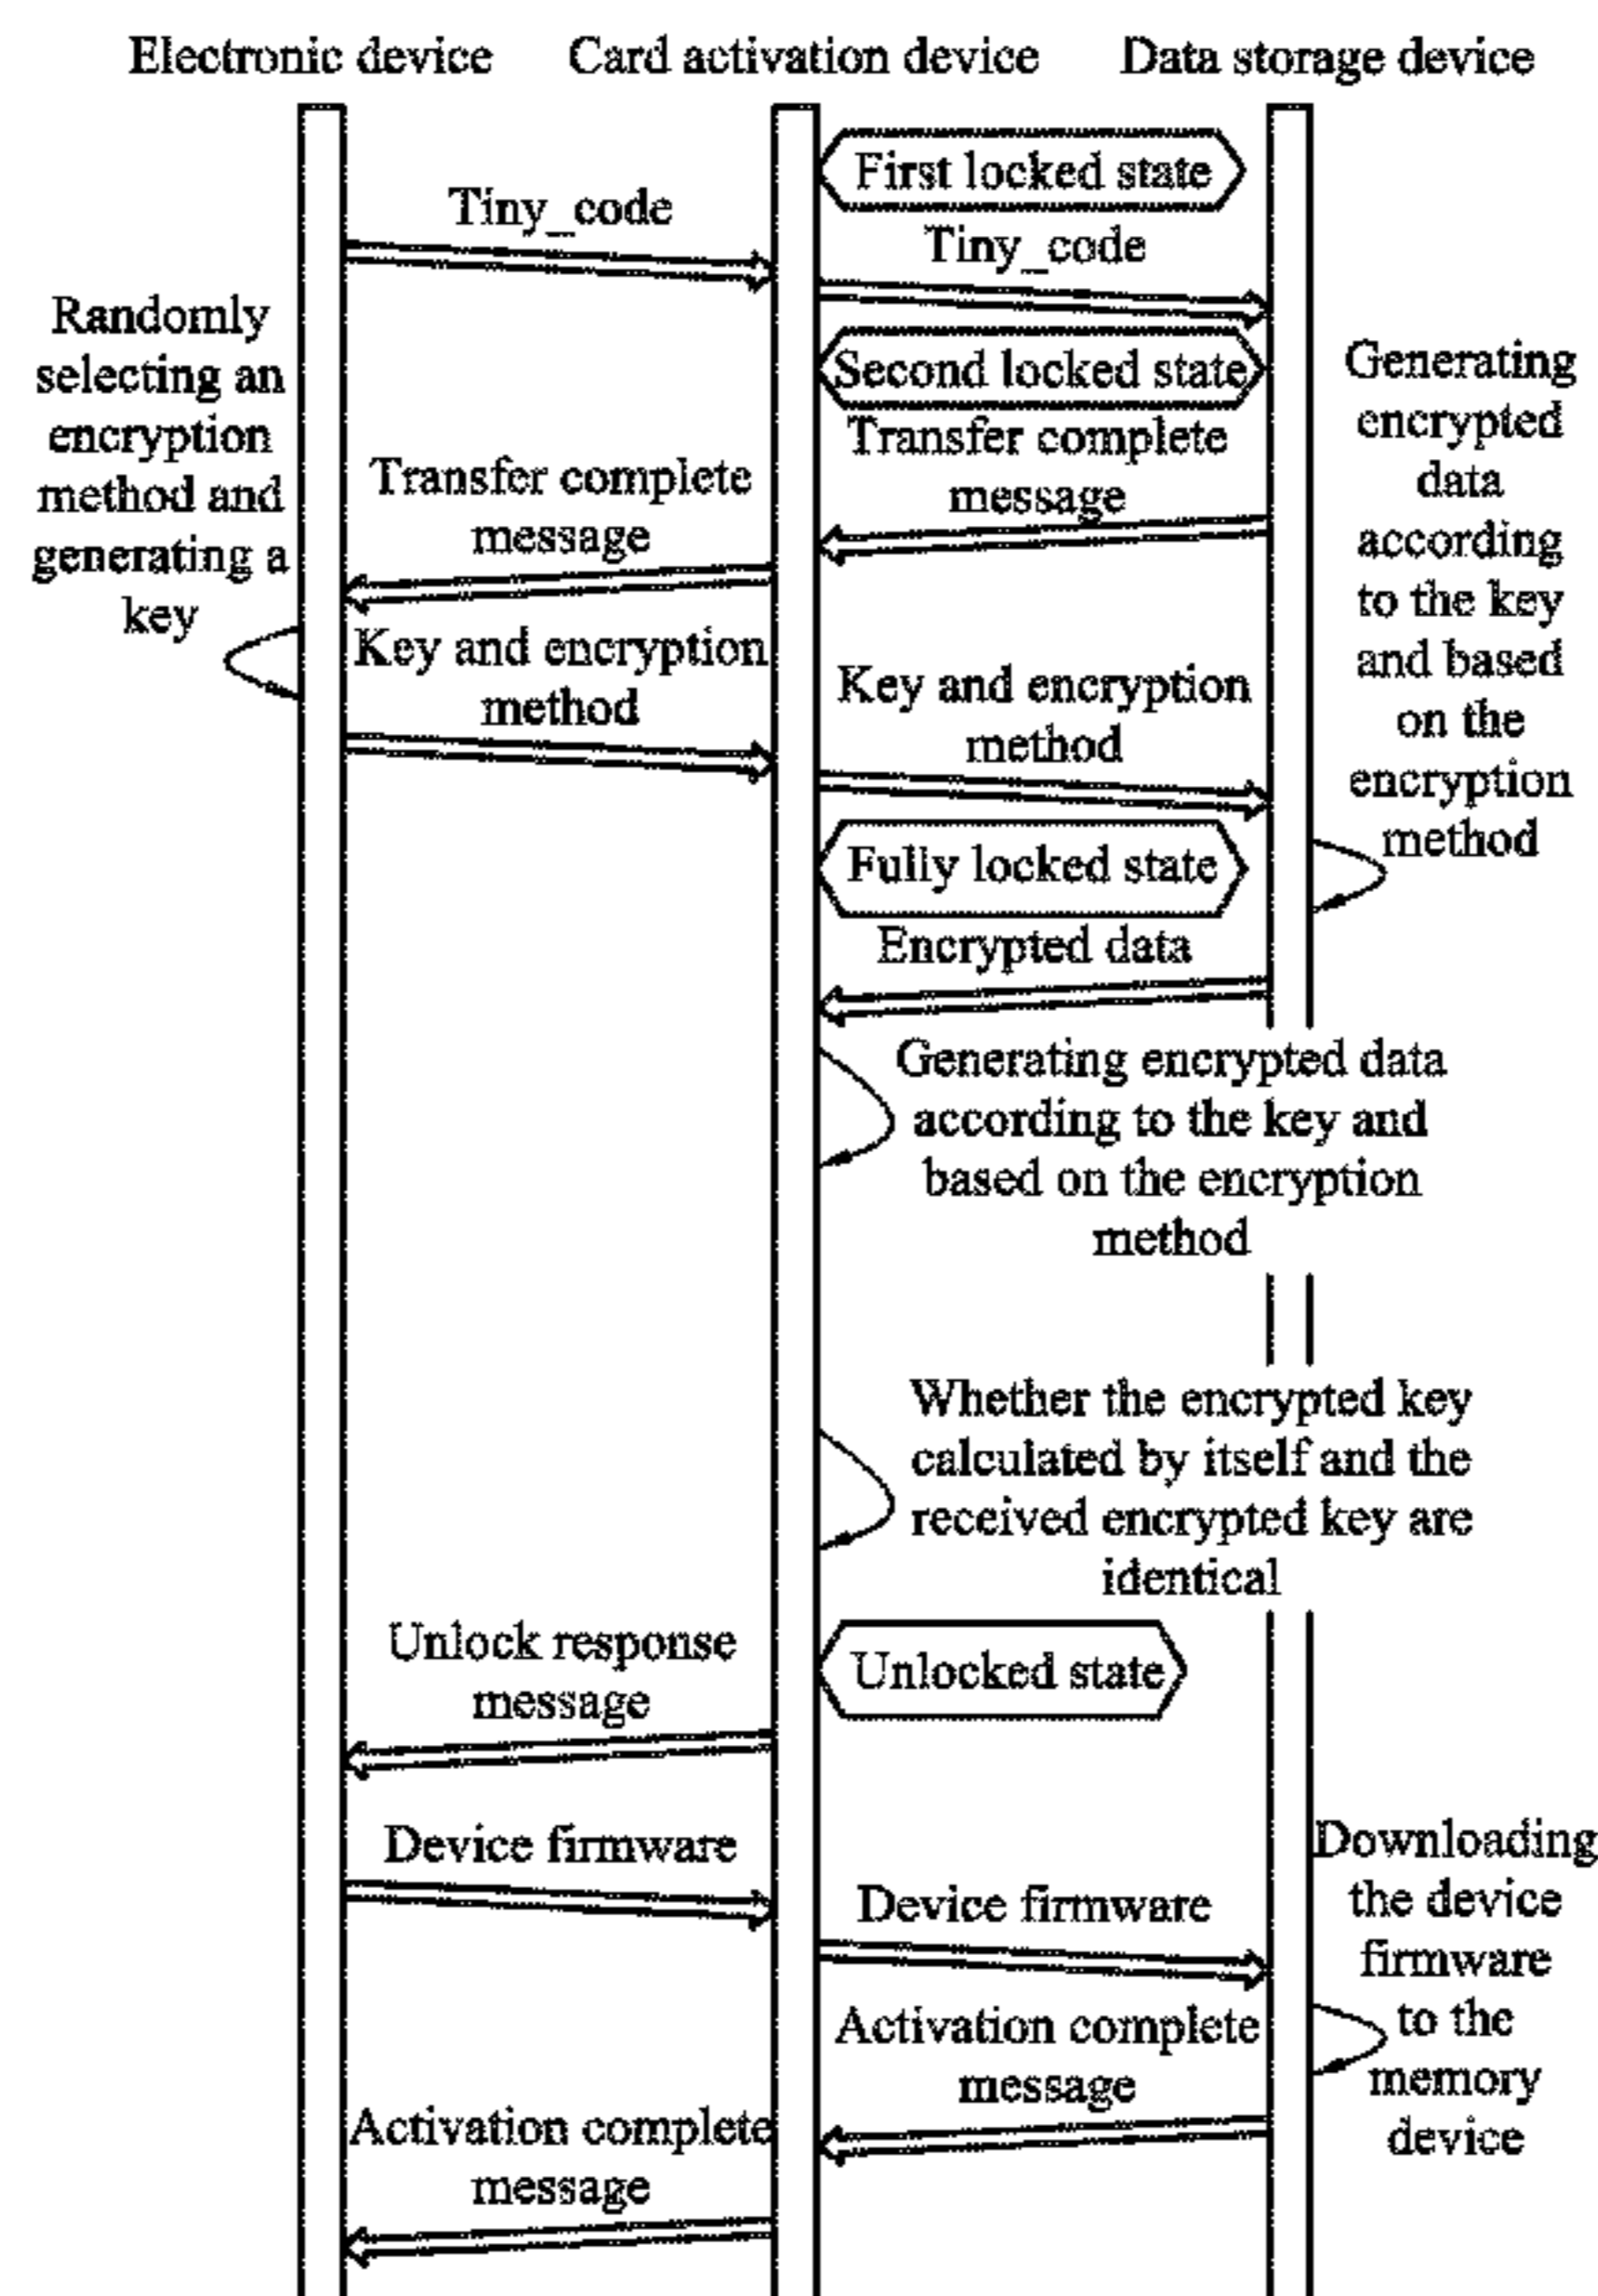 Electronic device
Card activation device
Data storage device
First locked state
Tiny_code
Tiny_code
Randomly
selecting an
encryption
method and
generating a
key
Second locked state
Generating
encrypted
data
according
to the key
and based
on the
encryption
method
Transfer complete
message
Transfer complete
message
Key and encryption
method
Key and encryption
method
Fully locked state
Encrypted data
Generating encrypted data
according to the key and
based on the encryption
method
Whether the encrypted key
calculated by itself and the
received encrypted key are
identical
Unlocked state
Unlock response
message
Device firmware
Device firmware
Downloading
the device
firmware
to the
memory
device
Activation complete
message
Activation complete
message